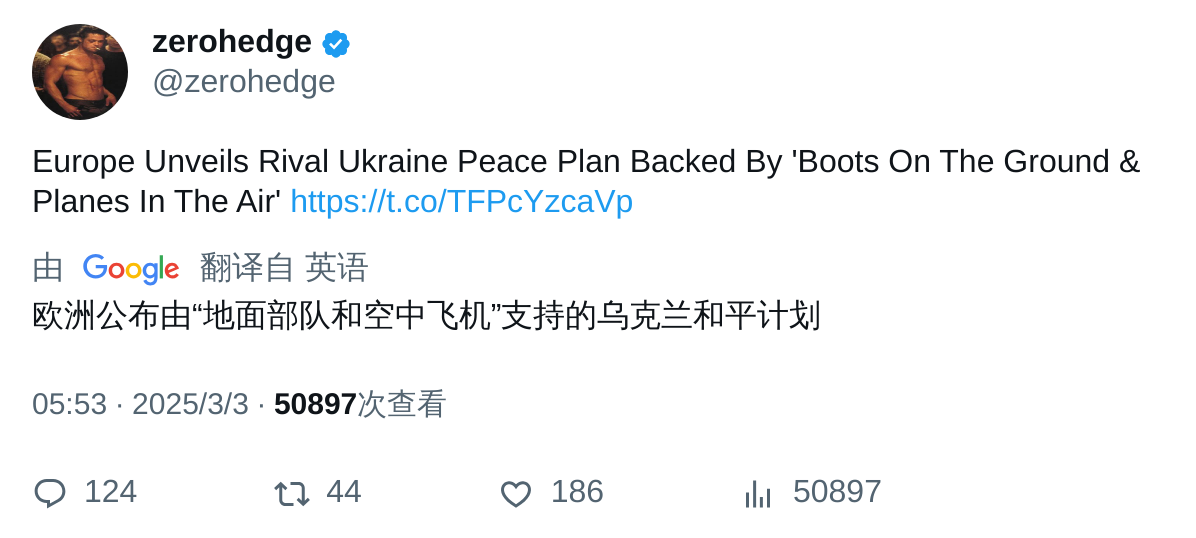 zerohedge
@zerohedge
Europe Unveils Rival Ukraine Peace Plan Backed By 'Boots On The Ground &
Planes In The Air' https://t.co/TFPcYzcaVp
由 Google 翻译自 英语
欧洲公布由“地面部队和空中飞机”支持的乌克兰和平计划
05:53 · 2025/3/3 · 50897次查看
124 44 186 50897